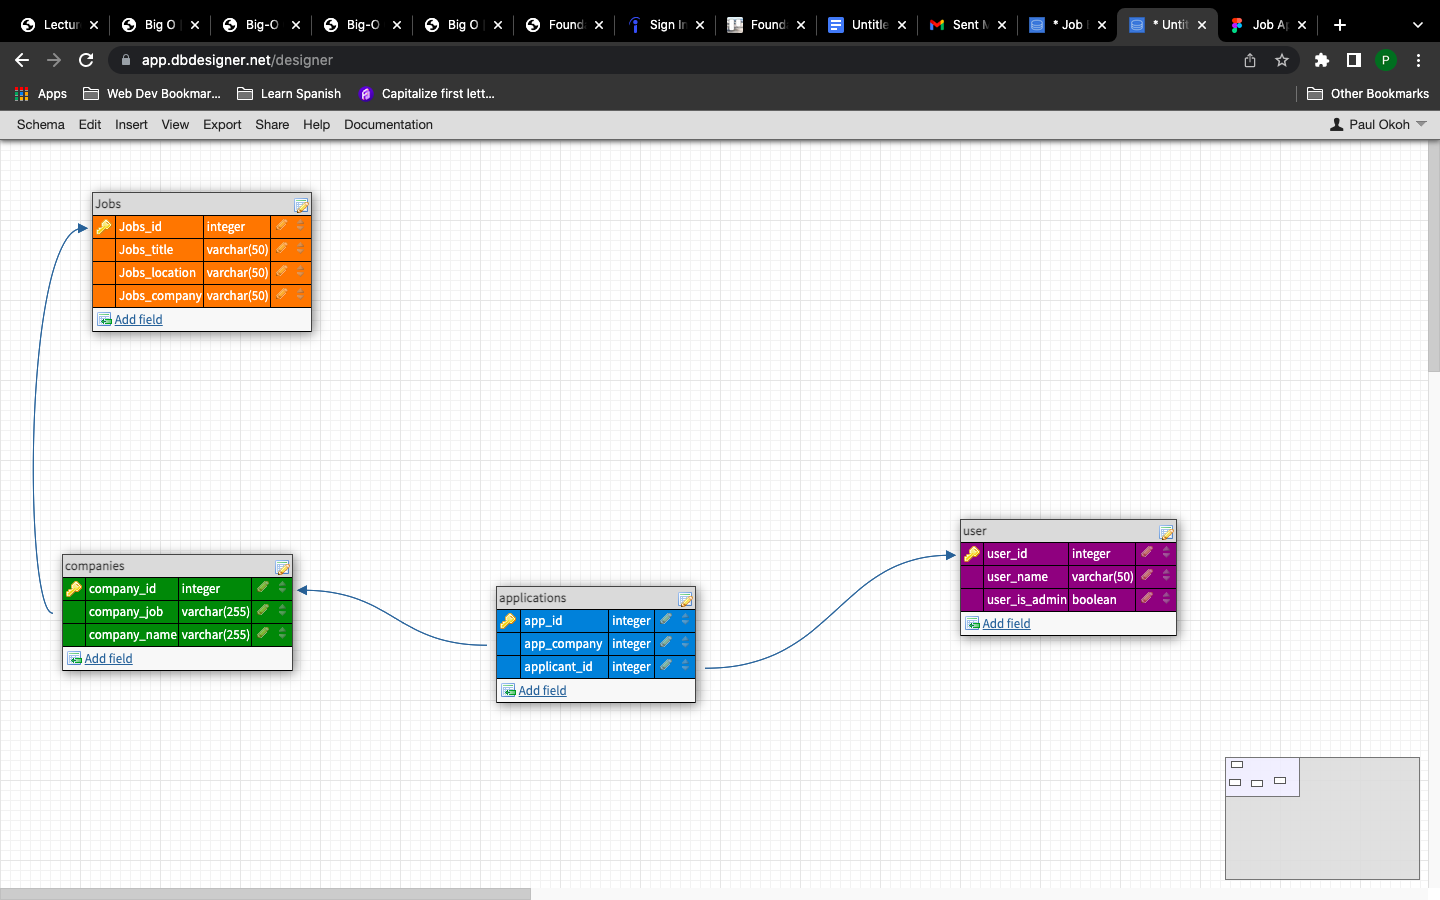 Lectur
Big O
Big-O
Big-O
Big O
Found
Sign In
Found
Untitle
Sent M
* Job
* Unti
Job A
app.dbdesigner.net/designer
P
Apps
Web Dev Bookmar...
Learn Spanish
Capitalize first lett...
Other Bookmarks
Schema Edit Insert View Export Share Help Documentation
Paul Okoh
Jobs
Jobs_id integer
Jobs_title varchar(50)
Jobs_location varchar(50)
Jobs_company varchar(50)
Add field
companies
company_id integer
company_job varchar(255)
company_name varchar(255)
Add field
applications
app_id integer
app_company integer
applicant_id integer
Add field
user
user_id integer
user_name varchar(50)
user_is_admin boolean
Add field